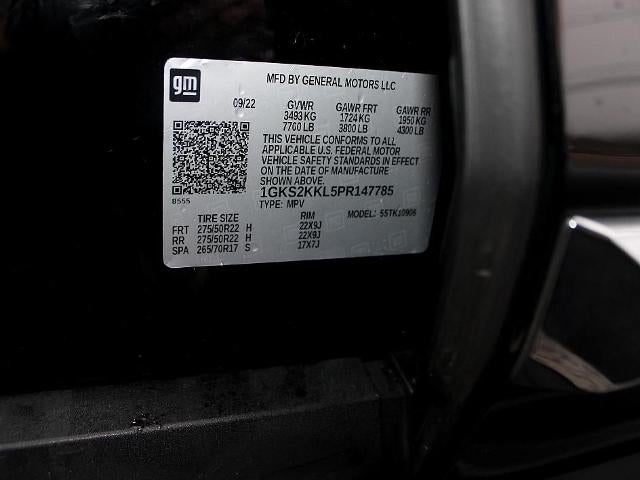 gm
MFD BY GENERAL MOTORS LLC
09/22 GVWR GAWR FRT GAWR RR
3493 KG 1724 KG 1950 KG
7700 LB 3800 LB 4300 LB
THIS VEHICLE CONFORMS TO ALL
APPLICABLE U.S. FEDERAL MOTOR
VEHICLE SAFETY STANDARDS IN EFFECT
ON THE DATE OF MANUFACTURE
SHOWN ABOVE.
1GKS2KKL5PR147785
8555
TYPE: MPV MODEL: 55TK10906
TIRE SIZE RIM
FRT 275/50R22 H 22X9J
RR 275/50R22 H 22X9J
SPA 265/70R17 S 17X7J